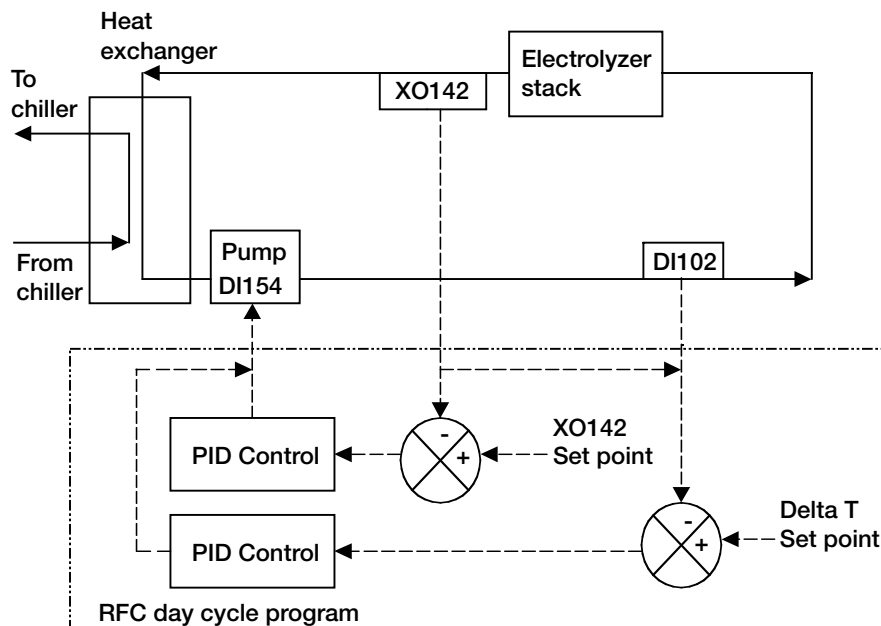 Heat
exchanger
To
chiller
XO142
Electrolyzer
stack
From
chiller
Pump
DI154
DI102
PID Control
-
+
XO142
Set point
PID Control
-
+
Delta T
Set point
RFC day cycle program